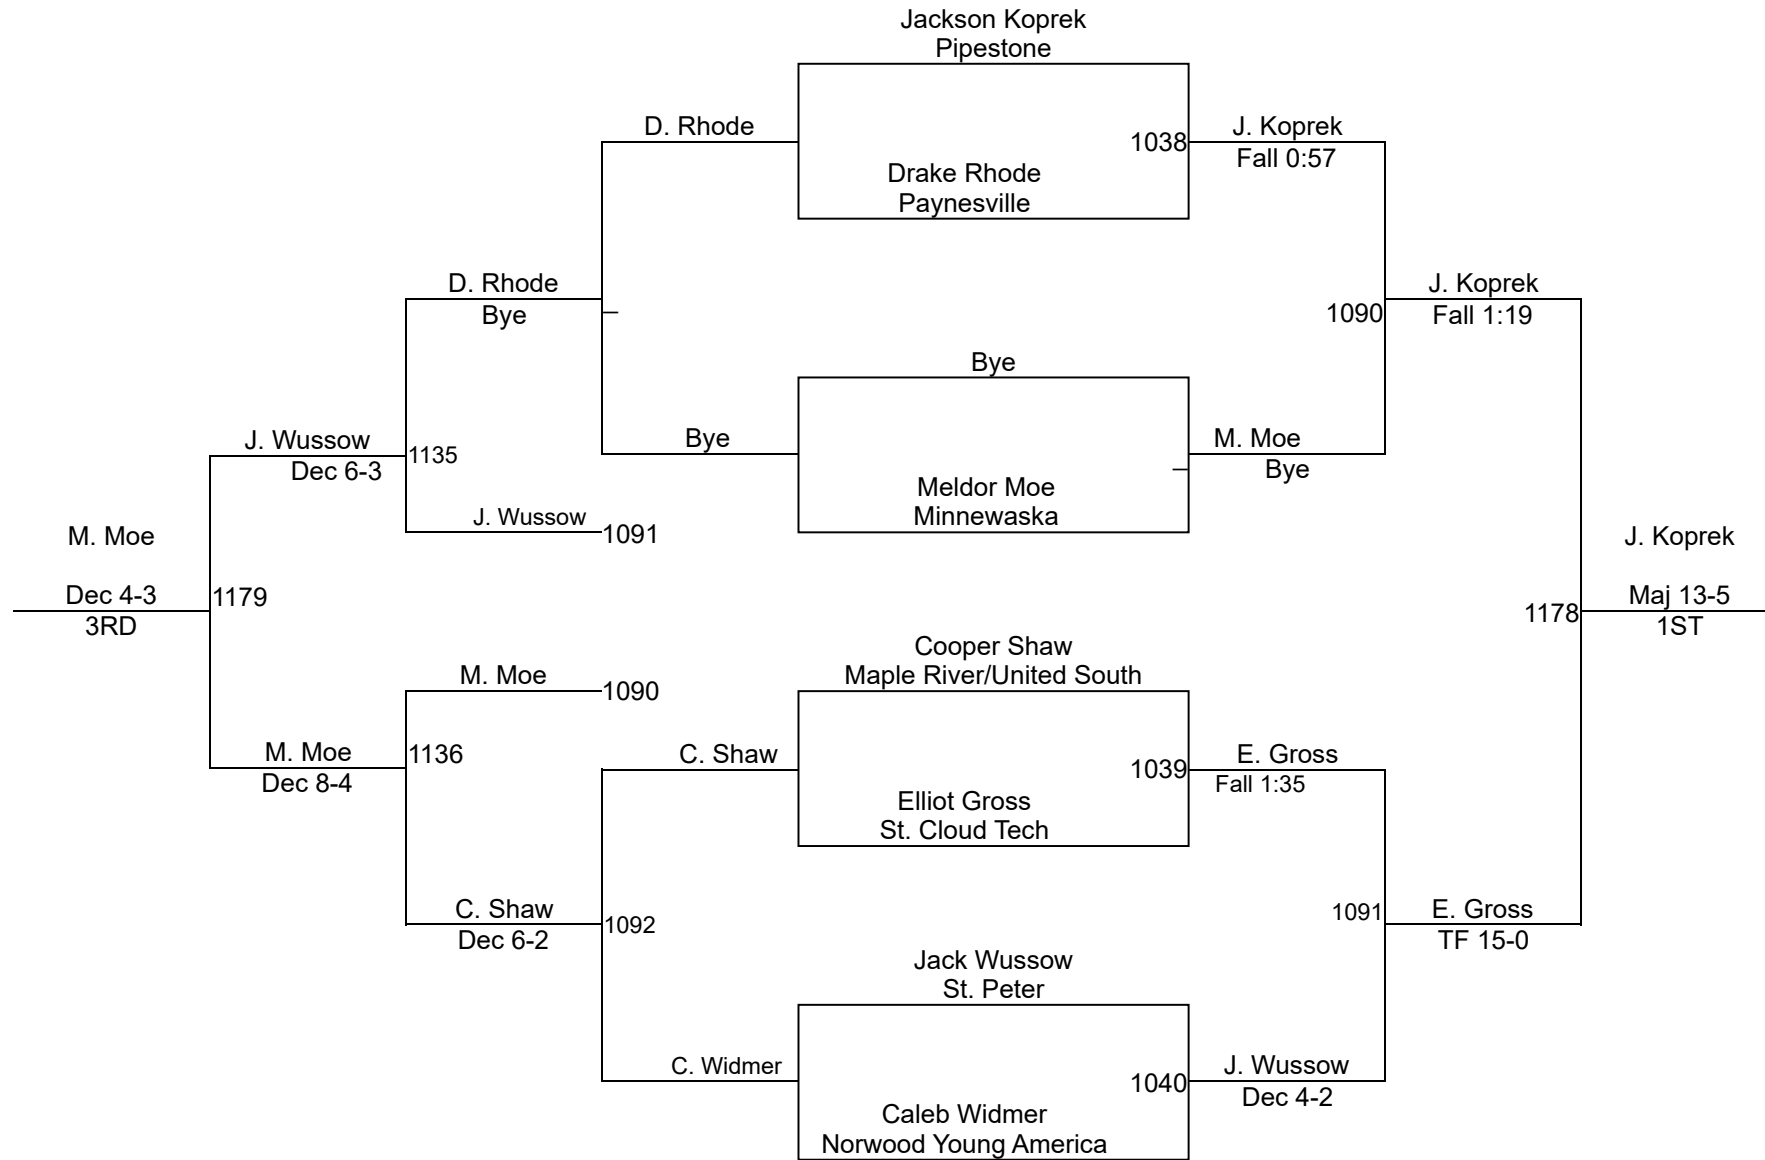 Jackson Koprek
Pipestone
D. Rhode
1038
J. Koprek
Fall 0:57
Drake Rhode
Paynesville
D. Rhode
Bye
J. Koprek
Fall 1:19
1090
Bye
Bye
M. Moe
Bye
J. Wussow
Dec 6-3
1135
Meldor Moe
Minnewaska
J. Wussow
1091
M. Moe
Dec 4-3
3RD
1179
J. Koprek
Maj 13-5
1ST
1178
Cooper Shaw
Maple River/United South
M. Moe
1090
M. Moe
Dec 8-4
1136
C. Shaw
1039
E. Gross
Fall 1:35
Elliot Gross
St. Cloud Tech
C. Shaw
Dec 6-2
1092
1091
E. Gross
TF 15-0
Jack Wussow
St. Peter
C. Widmer
1040
J. Wussow
Dec 4-2
Caleb Widmer
Norwood Young America